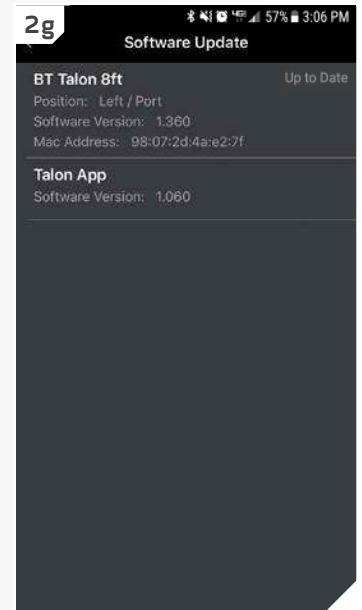 2g
57% 3:06 PM
Software Update
BT Talon 8ft Up to Date
Position: Left / Port
Software Version: 1.360
Mac Address: 98:07:2d:4a:e2:7f
Talon App
Software Version: 1.060